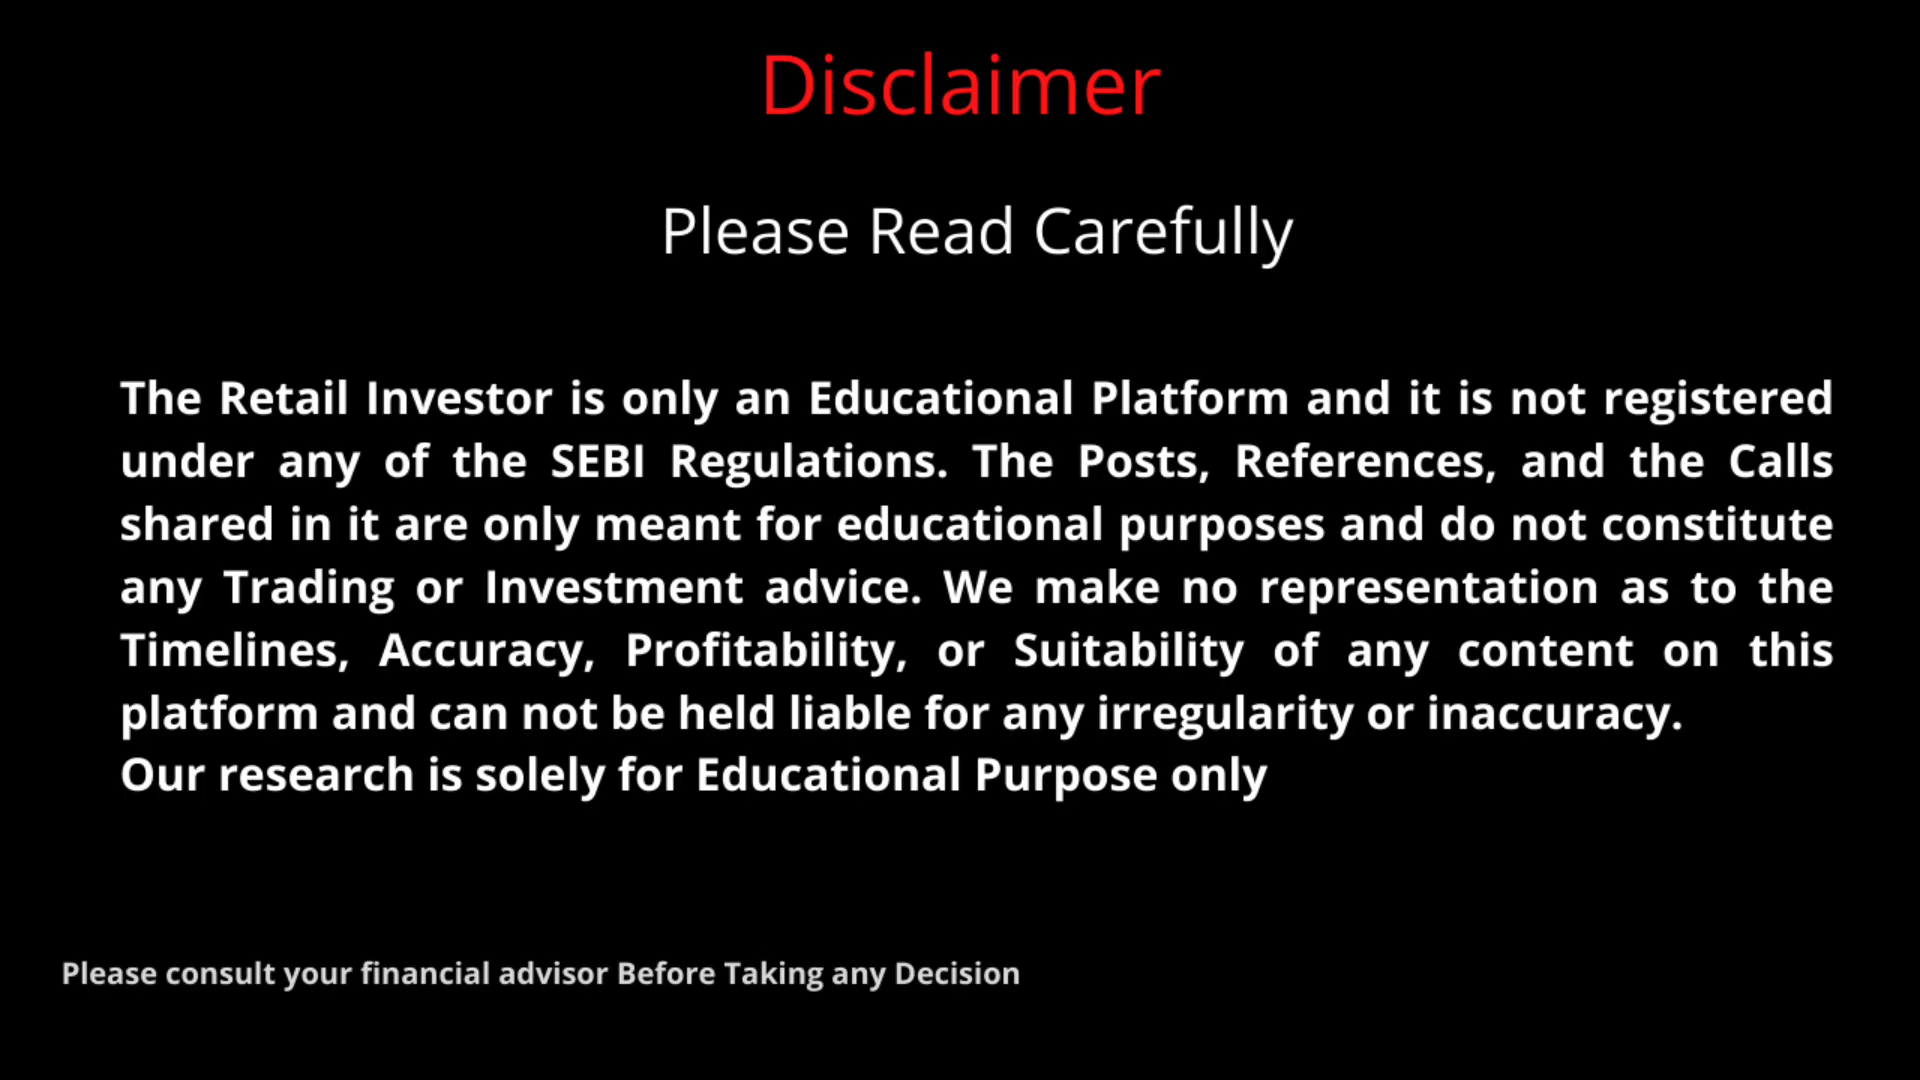 Disclaimer
Please Read Carefully
The Retail Investor is only an Educational Platform and it is not registered
under any of the SEBI Regulations. The Posts, References, and the Calls
shared in it are only meant for educational purposes and do not constitute
any Trading or Investment advice. We make no representation as to the
Timelines, Accuracy, Profitability, or Suitability of any content on this
platform and can not be held liable for any irregularity or inaccuracy.
Our research is solely for Educational Purpose only
Please consult your financial advisor Before Taking any Decision